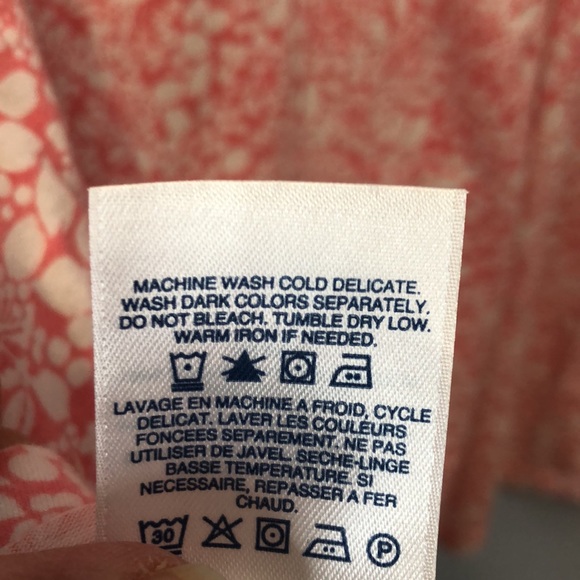 MACHINE WASH COLD DELICATE.
WASH DARK COLORS SEPARATELY.
DO NOT BLEACH. TUMBLE DRY LOW.
WARM IRON IF NEEDED.
LAVAGE EN MACHINE A FROID, CYCLE
DELICAT. LAVER LES COULEURS
FONCEES SEPAREMENT. NE PAS
UTILISER DE JAVEL. SECHE-LINGE
BASSE TEMPERATURE. SI
NECESSAIRE, REPASSER A FER
CHAUD.
30 P